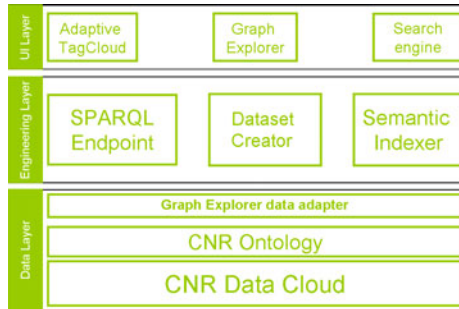 UI Layer
Adaptive
TagCloud
Graph
Explorer
Search
engine
Engineering Layer
SPARQL
Endpoint
Dataset
Creator
Semantic
Indexer
Data Layer
Graph Explorer data adapter
CNR Ontology
CNR Data Cloud